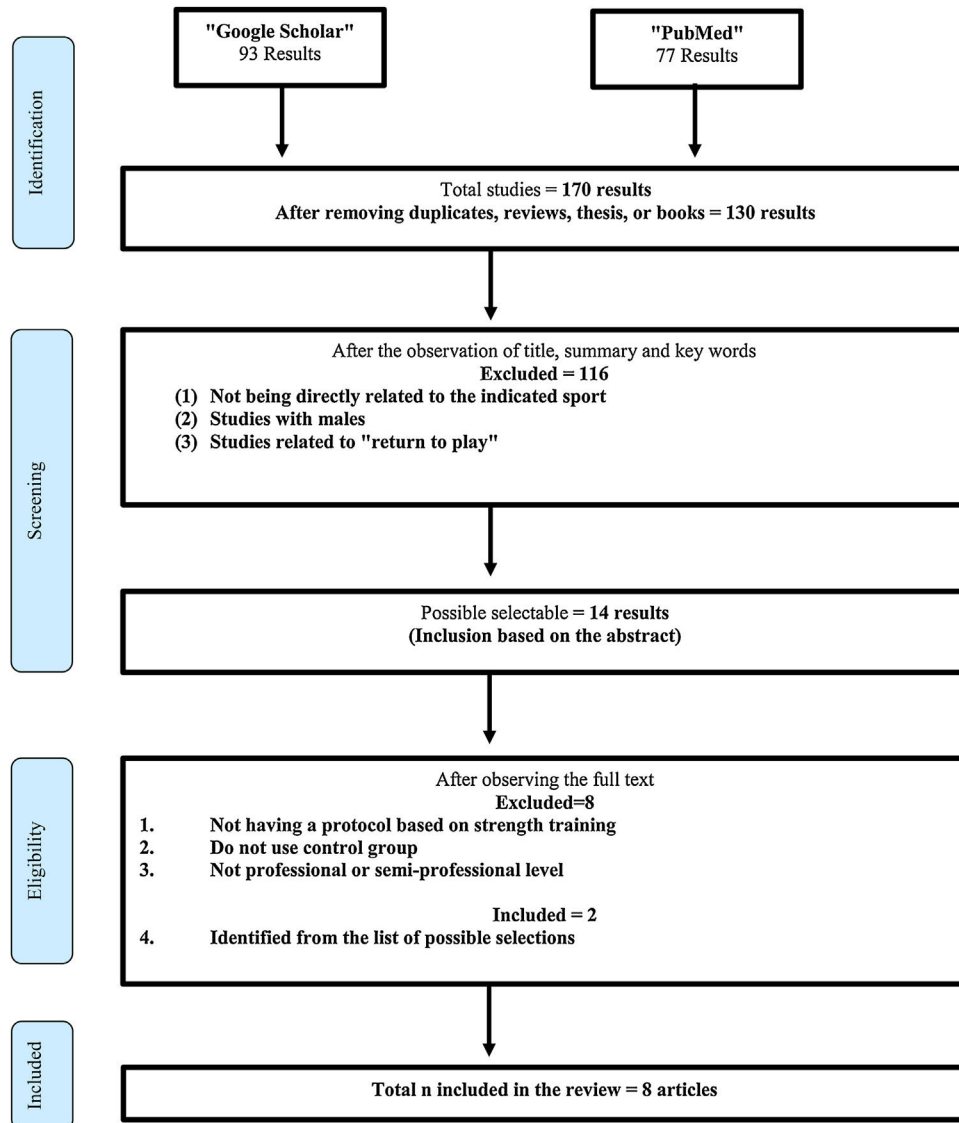 "Google Scholar"
93 Results
"PubMed"
77 Results
Identification
Total studies = 170 results
After removing duplicates, reviews, thesis, or books = 130 results
Screening
After the observation of title, summary and key words
Excluded = 116
(1) Not being directly related to the indicated sport
(2) Studies with males
(3) Studies related to "return to play"
Possible selectable = 14 results
(Inclusion based on the abstract)
Eligibility
After observing the full text
Excluded=8
1. Not having a protocol based on strength training
2. Do not use control group
3. Not professional or semi-professional level
Included = 2
4. Identified from the list of possible selections
Included
Total n included in the review = 8 articles